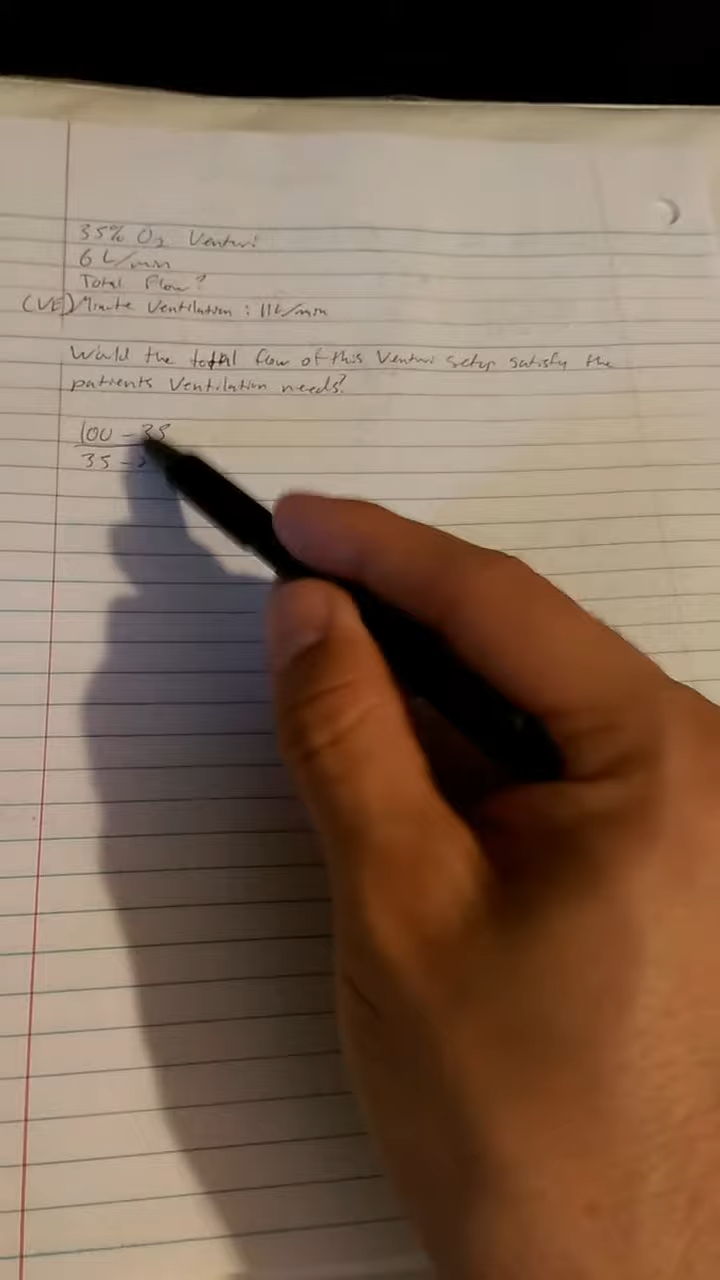 35% O₂ Venturi
6 L/min
Total Flow?
(VE) Minute Ventilation : 11L/min
Would the total flow of this Venturi setup satisfy the
patients Ventilation needs?
100 - 35
35 - 2